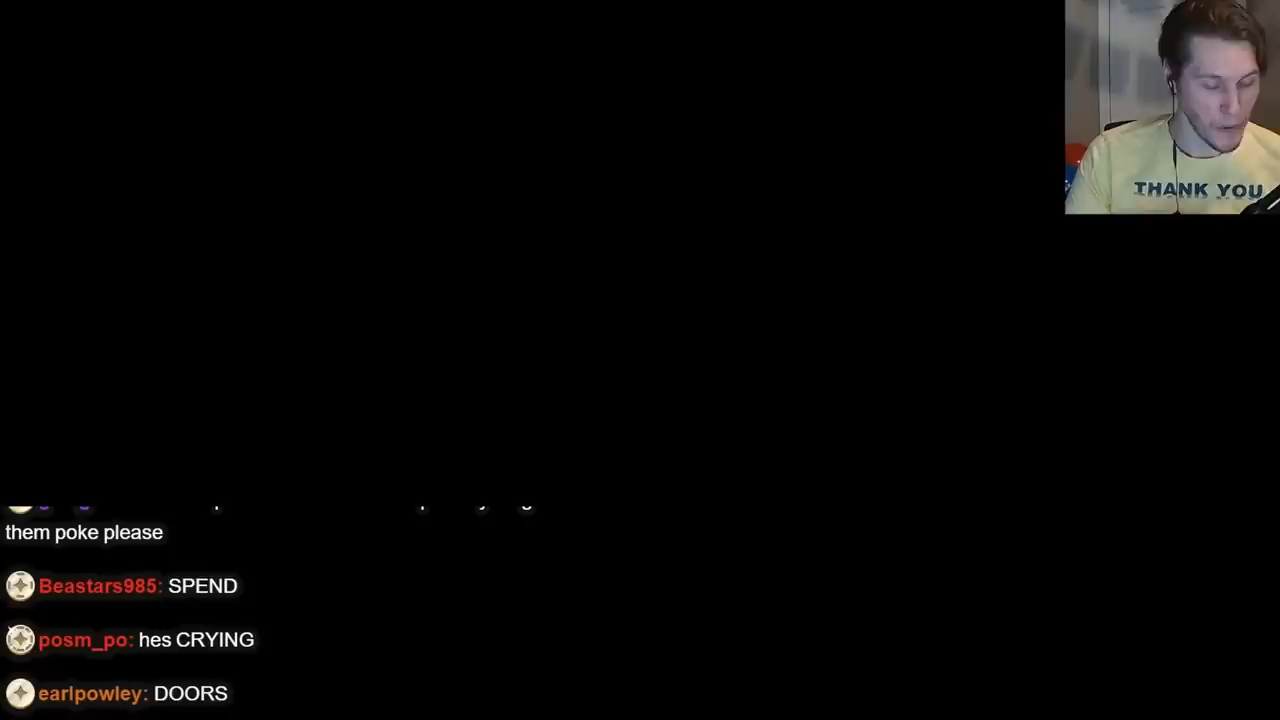 THANK YOU
them poke please
Beastars985: SPEND
posm_po: hes CRYING
earlpowley: DOORS